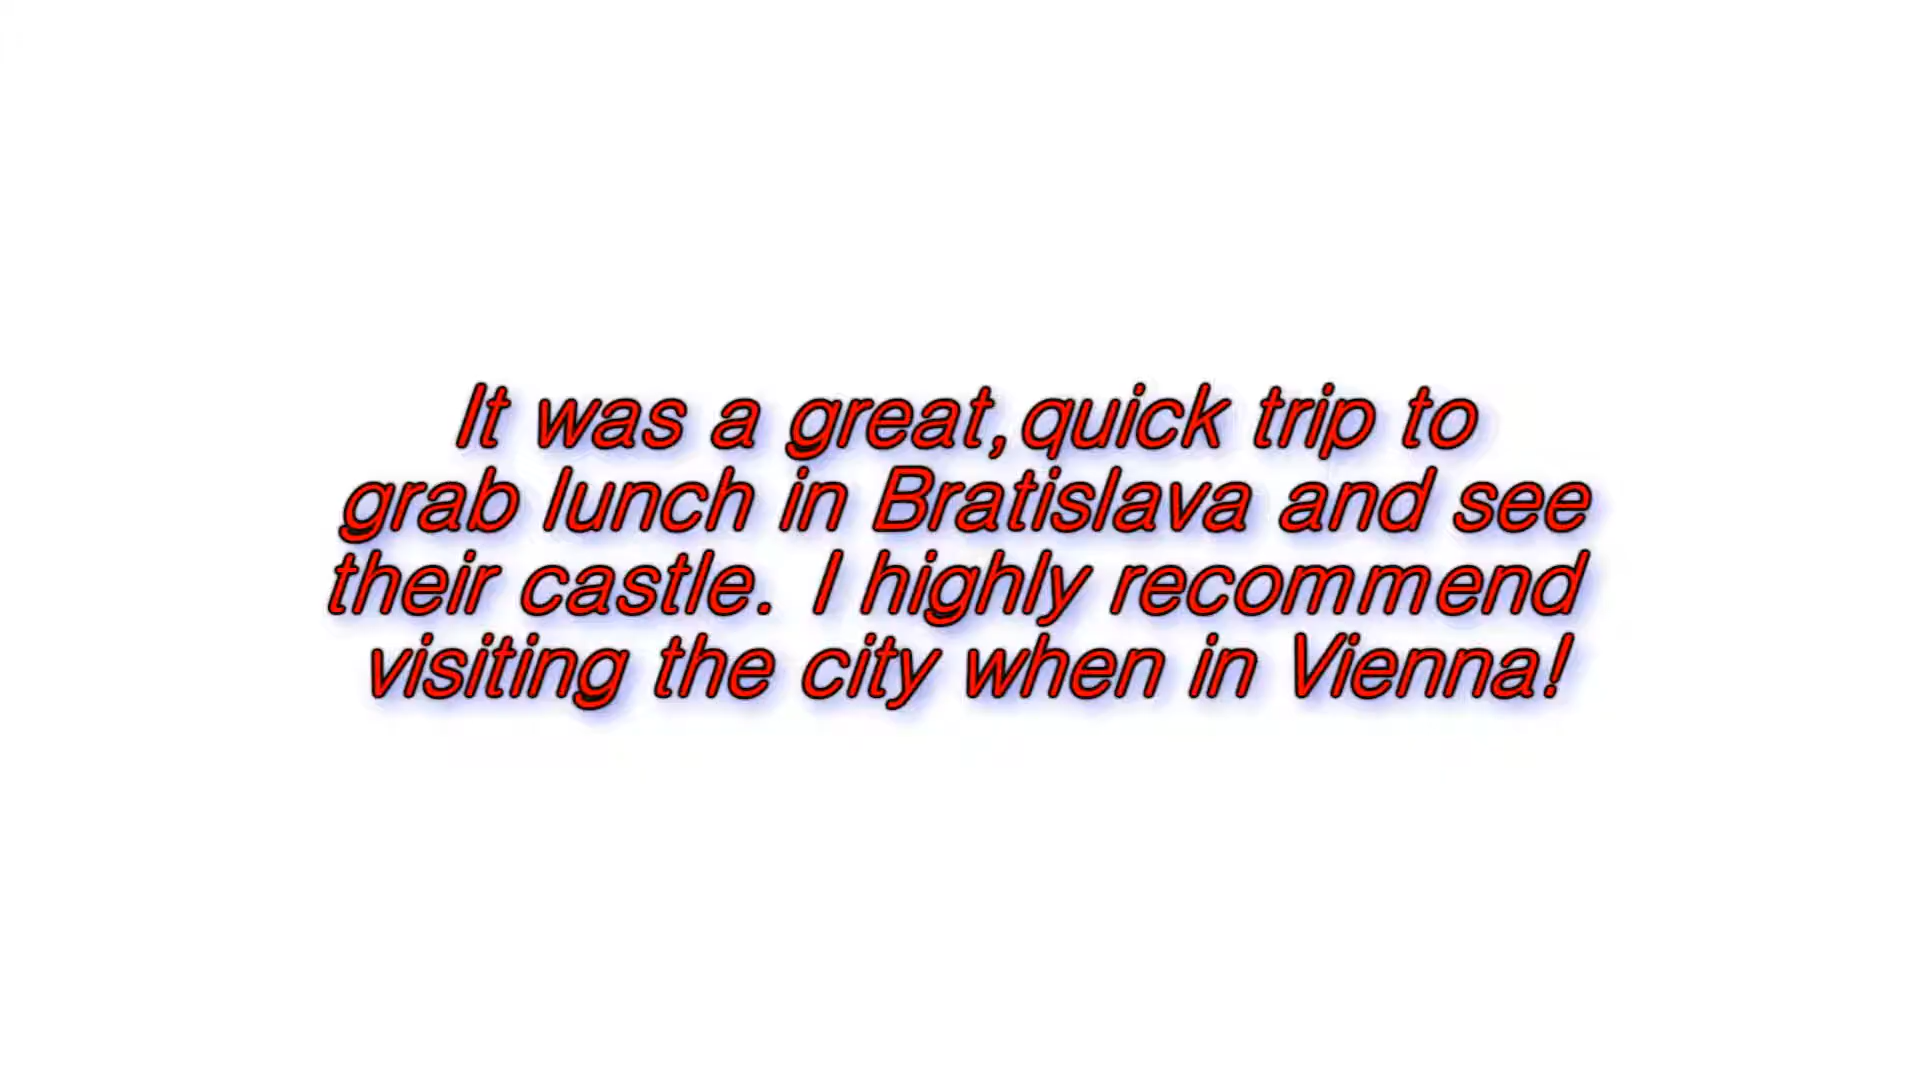 It was a great,quick trip to
grab lunch in Bratislava and see
their castle. I highly recommend
visiting the city when in Vienna!